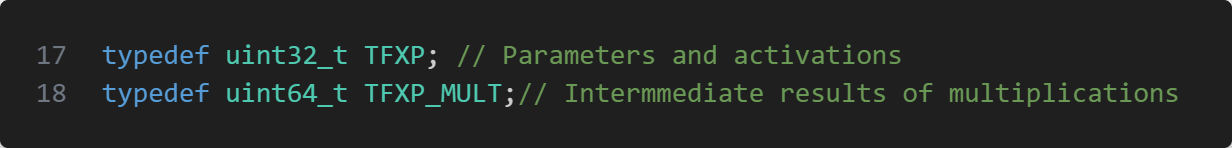 17 typedef uint32_t TFXP; // Parameters and activations
18 typedef uint64_t TFXP_MULT;// Intermmediate results of multiplications